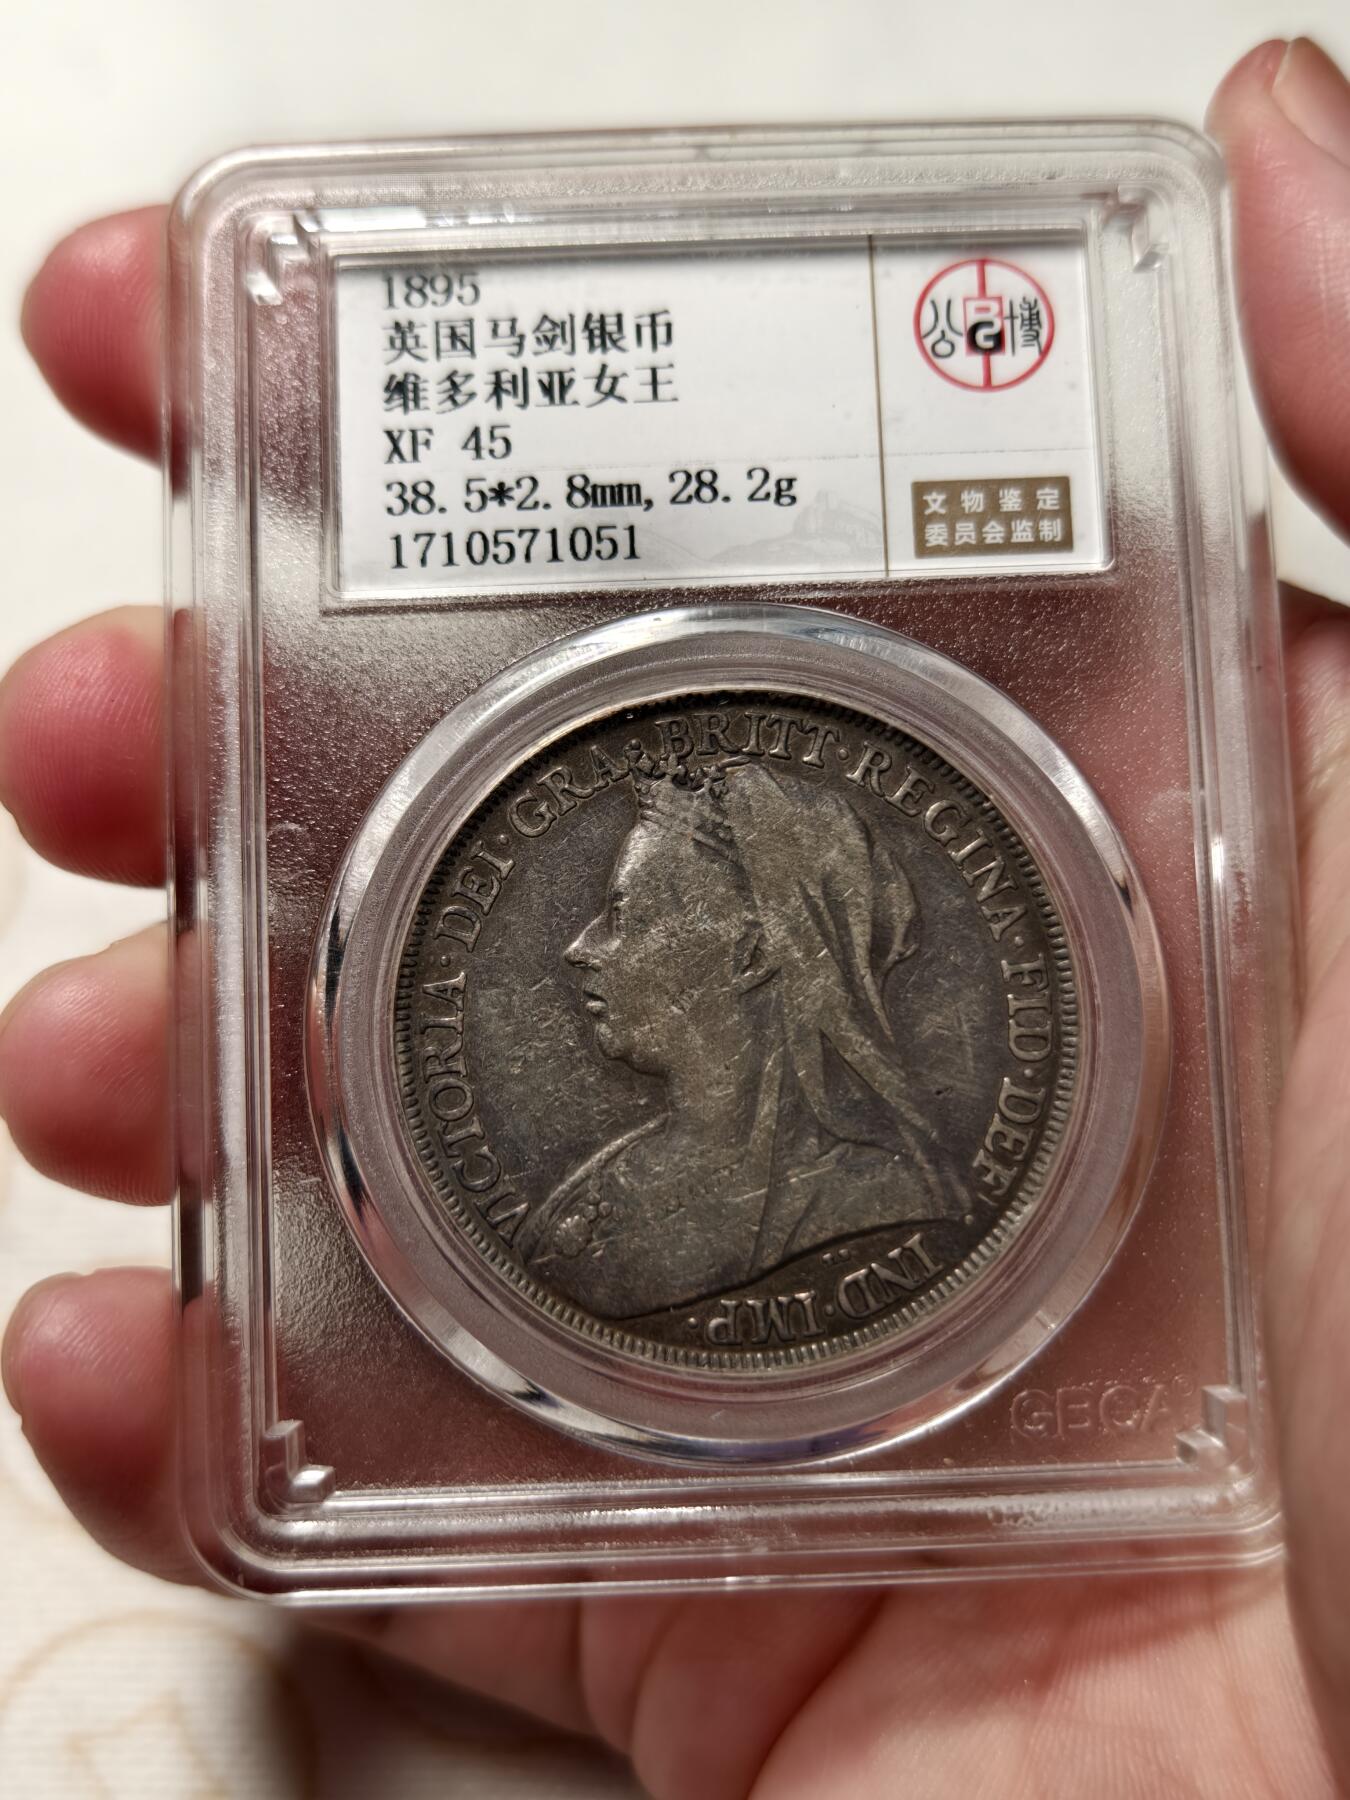 1895
英国马剑银币
维多利亚女王
XF 45
38.5*2.8mm,28.2g
1710571051
公 G 博
文物鉴定
委员会监制
VICTORIA·DEI·GRA·BRITT·REGINA·FID·DEF·
IND·IMP·
GBCA